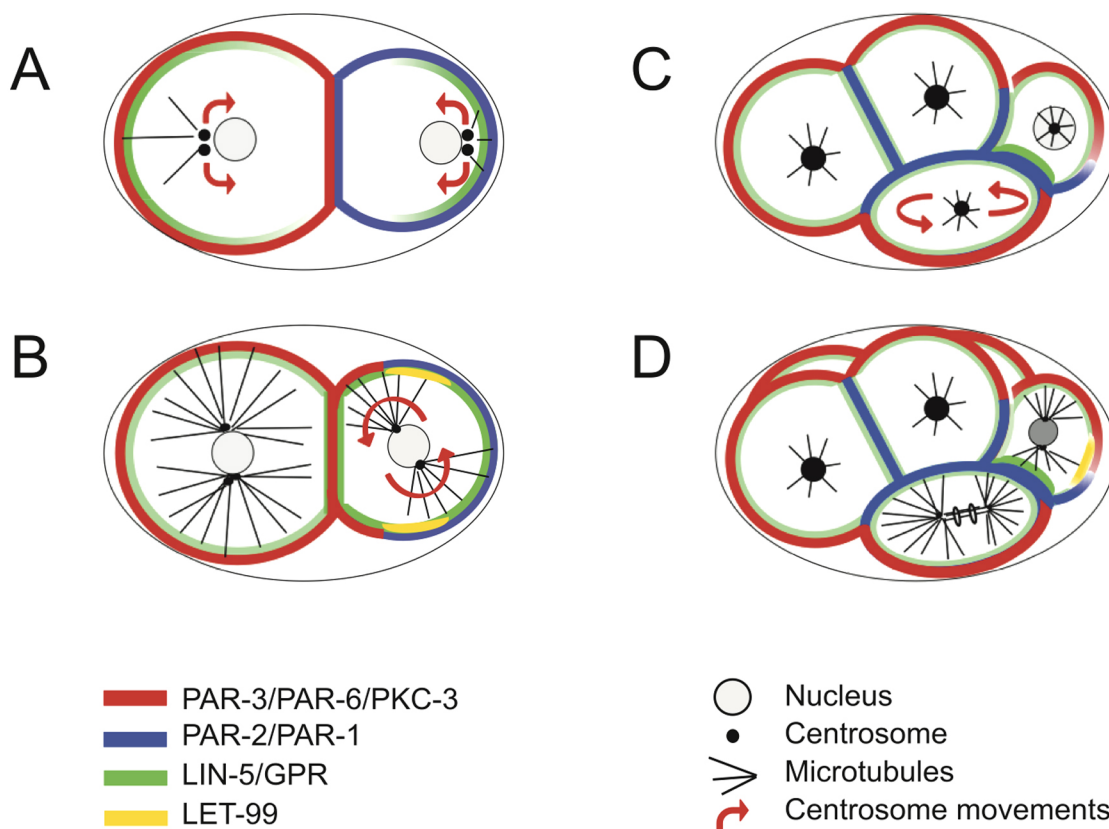 A
C
B
D
PAR-3/PAR-6/PKC-3
PAR-2/PAR-1
LIN-5/GPR
LET-99
Nucleus
Centrosome
Microtubules
Centrosome movements